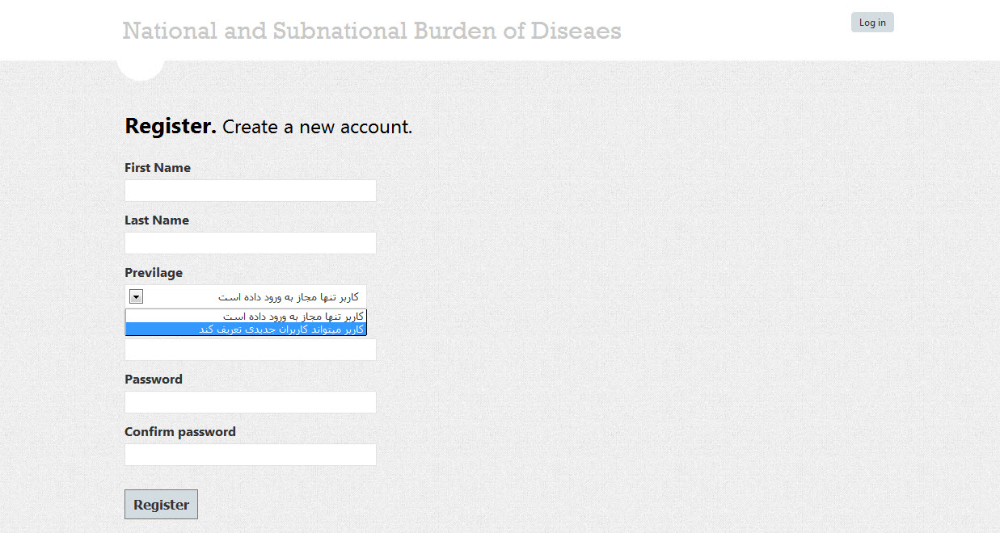 National and Subnational Burden of Diseaes
Log in
Register. Create a new account.
First Name
Last Name
Previlage
کاربر تنها مجاز به ورود داده است
کاربر تنها مجاز به ورود داده است
کاربر میتواند کاربران جدیدی تعریف کند
Password
Confirm password
Register